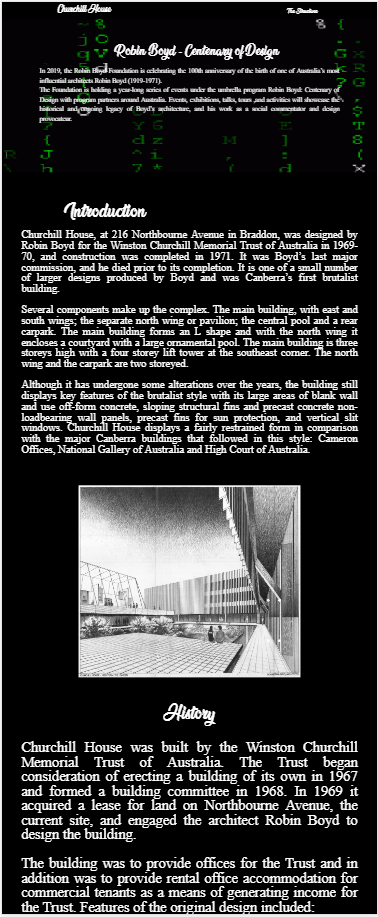 Churchill House
The Structure
Robin Boyd - Centenary of Design
In 2019, the Robin Boyd Foundation is celebrating the 100th anniversary of the birth of one of Australia's most
influential architects Robin Boyd (1919-1971).
The Foundation is holding a year-long series of events under the umbrella program Robin Boyd: Centenary of
Design with program partners around Australia. Events, exhibitions, talks, tours ,and activities will showcase the
historical and ongoing legacy of Boyd's architecture, and his work as a social commentator and design
provocateur.
Introduction
Churchill House, at 216 Northbourne Avenue in Braddon, was designed by
Robin Boyd for the Winston Churchill Memorial Trust of Australia in 1969-
70, and construction was completed in 1971. It was Boyd's last major
commission, and he died prior to its completion. It is one of a small number
of larger designs produced by Boyd and was Canberra's first brutalist
building.
Several components make up the complex. The main building, with east and
south wings; the separate north wing or pavilion; the central pool and a rear
carpark. The main building forms an L shape and with the north wing it
encloses a courtyard with a large ornamental pool. The main building is three
storeys high with a four storey lift tower at the southeast corner. The north
wing and the carpark are two storeyed.
Although it has undergone some alterations over the years, the building still
displays key features of the brutalist style with its large areas of blank wall
and use off-form concrete, sloping structural fins and precast concrete non-
loadbearing wall panels, precast fins for sun protection, and vertical slit
windows. Churchill House displays a fairly restrained form in comparison
with the major Canberra buildings that followed in this style: Cameron
Offices, National Gallery of Australia and High Court of Australia.
History
Churchill House was built by the Winston Churchill
Memorial Trust of Australia. The Trust began
consideration of erecting a building of its own in 1967
and formed a building committee in 1968. In 1969 it
acquired a lease for land on Northbourne Avenue, the
current site, and engaged the architect Robin Boyd to
design the building.
The building was to provide offices for the Trust and in
addition was to provide rental office accommodation for
commercial tenants as a means of generating income for
the Trust. Features of the original design included: